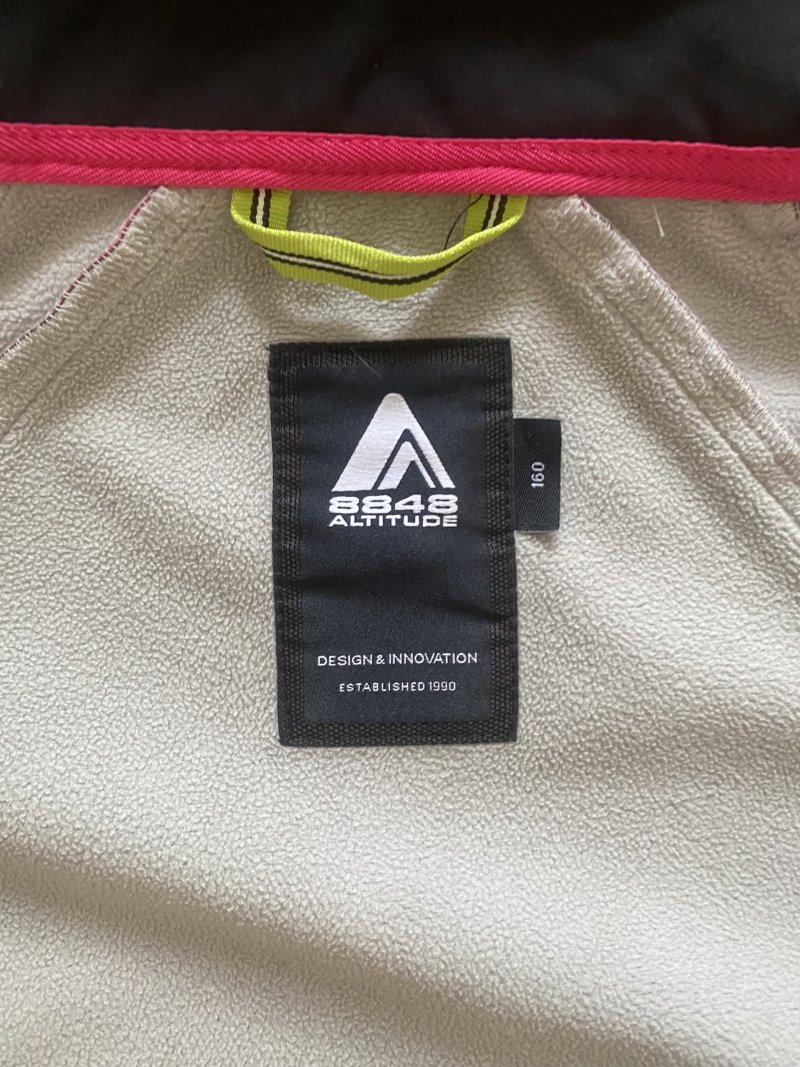 8848
ALTITUDE
160
DESIGN & INNOVATION
ESTABLISHED 1990